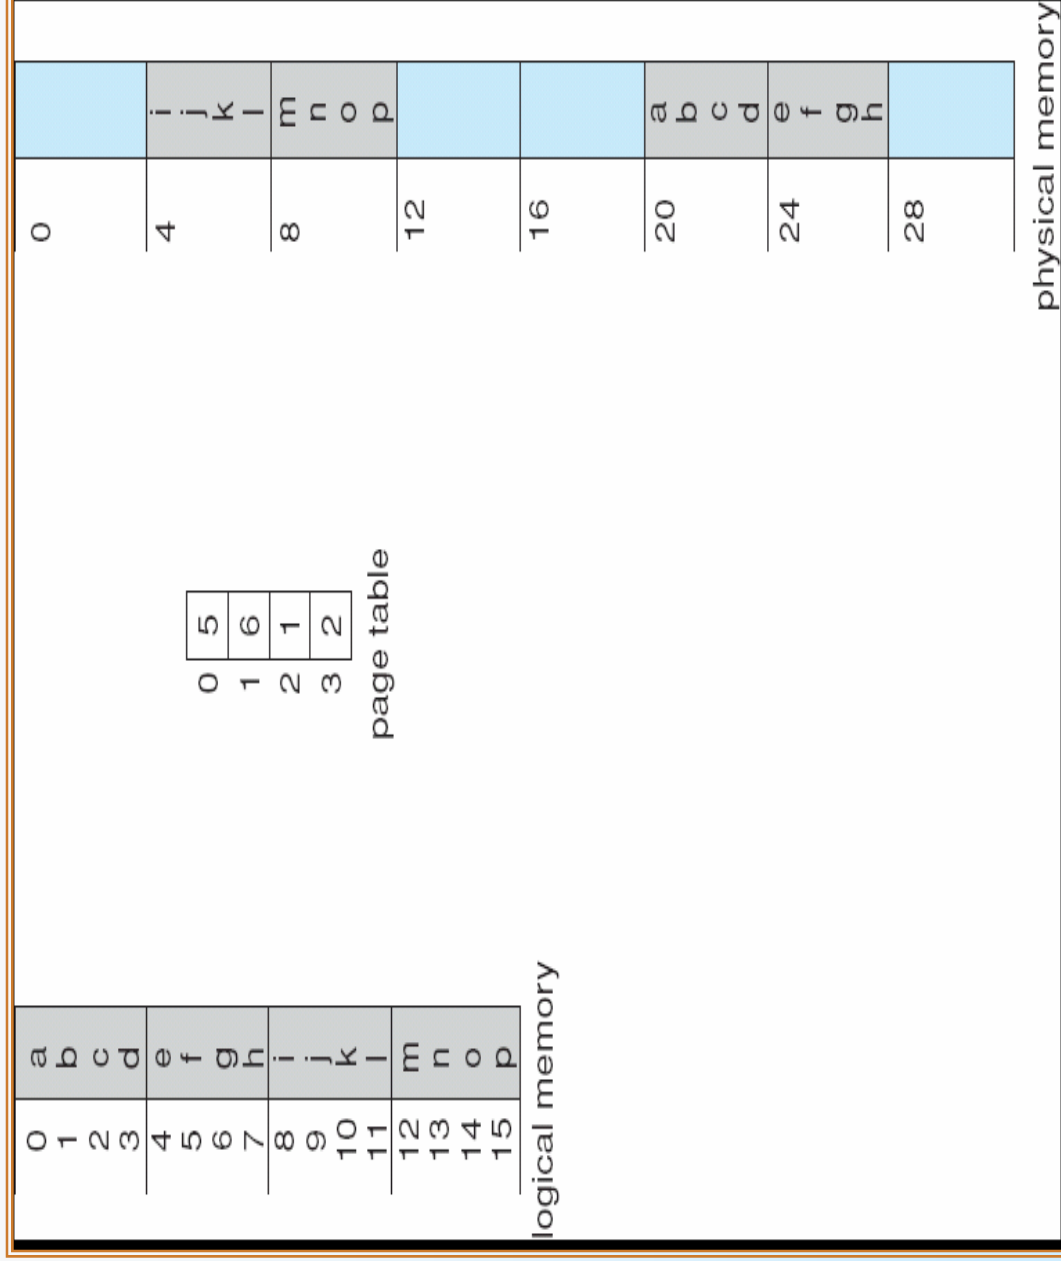 0 a
1 b
2 c
3 d
4 e
5 f
6 g
7 h
8 i
9 j
10 k
11 l
12 m
13 n
14 o
15 p
logical memory
0 5
1 6
2 1
3 2
page table
0
4
i
j
k
l
8
m
n
o
p
12
16
20
a
b
c
d
24
e
f
g
h
28
physical memory